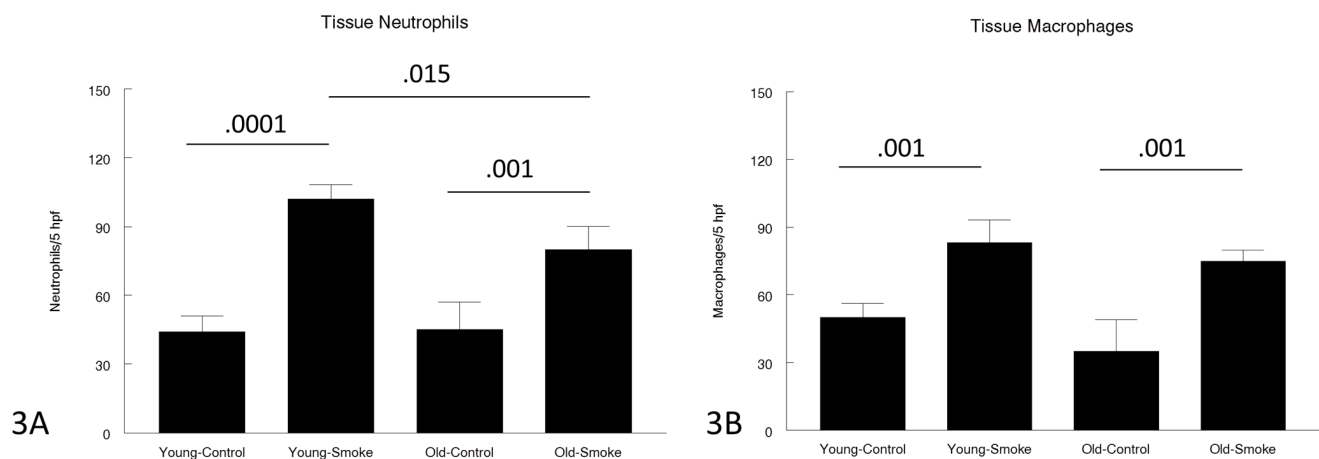 Tissue Neutrophils
.015
.0001
.001
150
120
90
60
30
0
Neutrophils/5 hpf
Young-Control Young-Smoke Old-Control Old-Smoke
3A
Tissue Macrophages
.001
.001
150
120
90
60
30
0
Macrophages/5 hpf
Young-Control Young-Smoke Old-Control Old-Smoke
3B